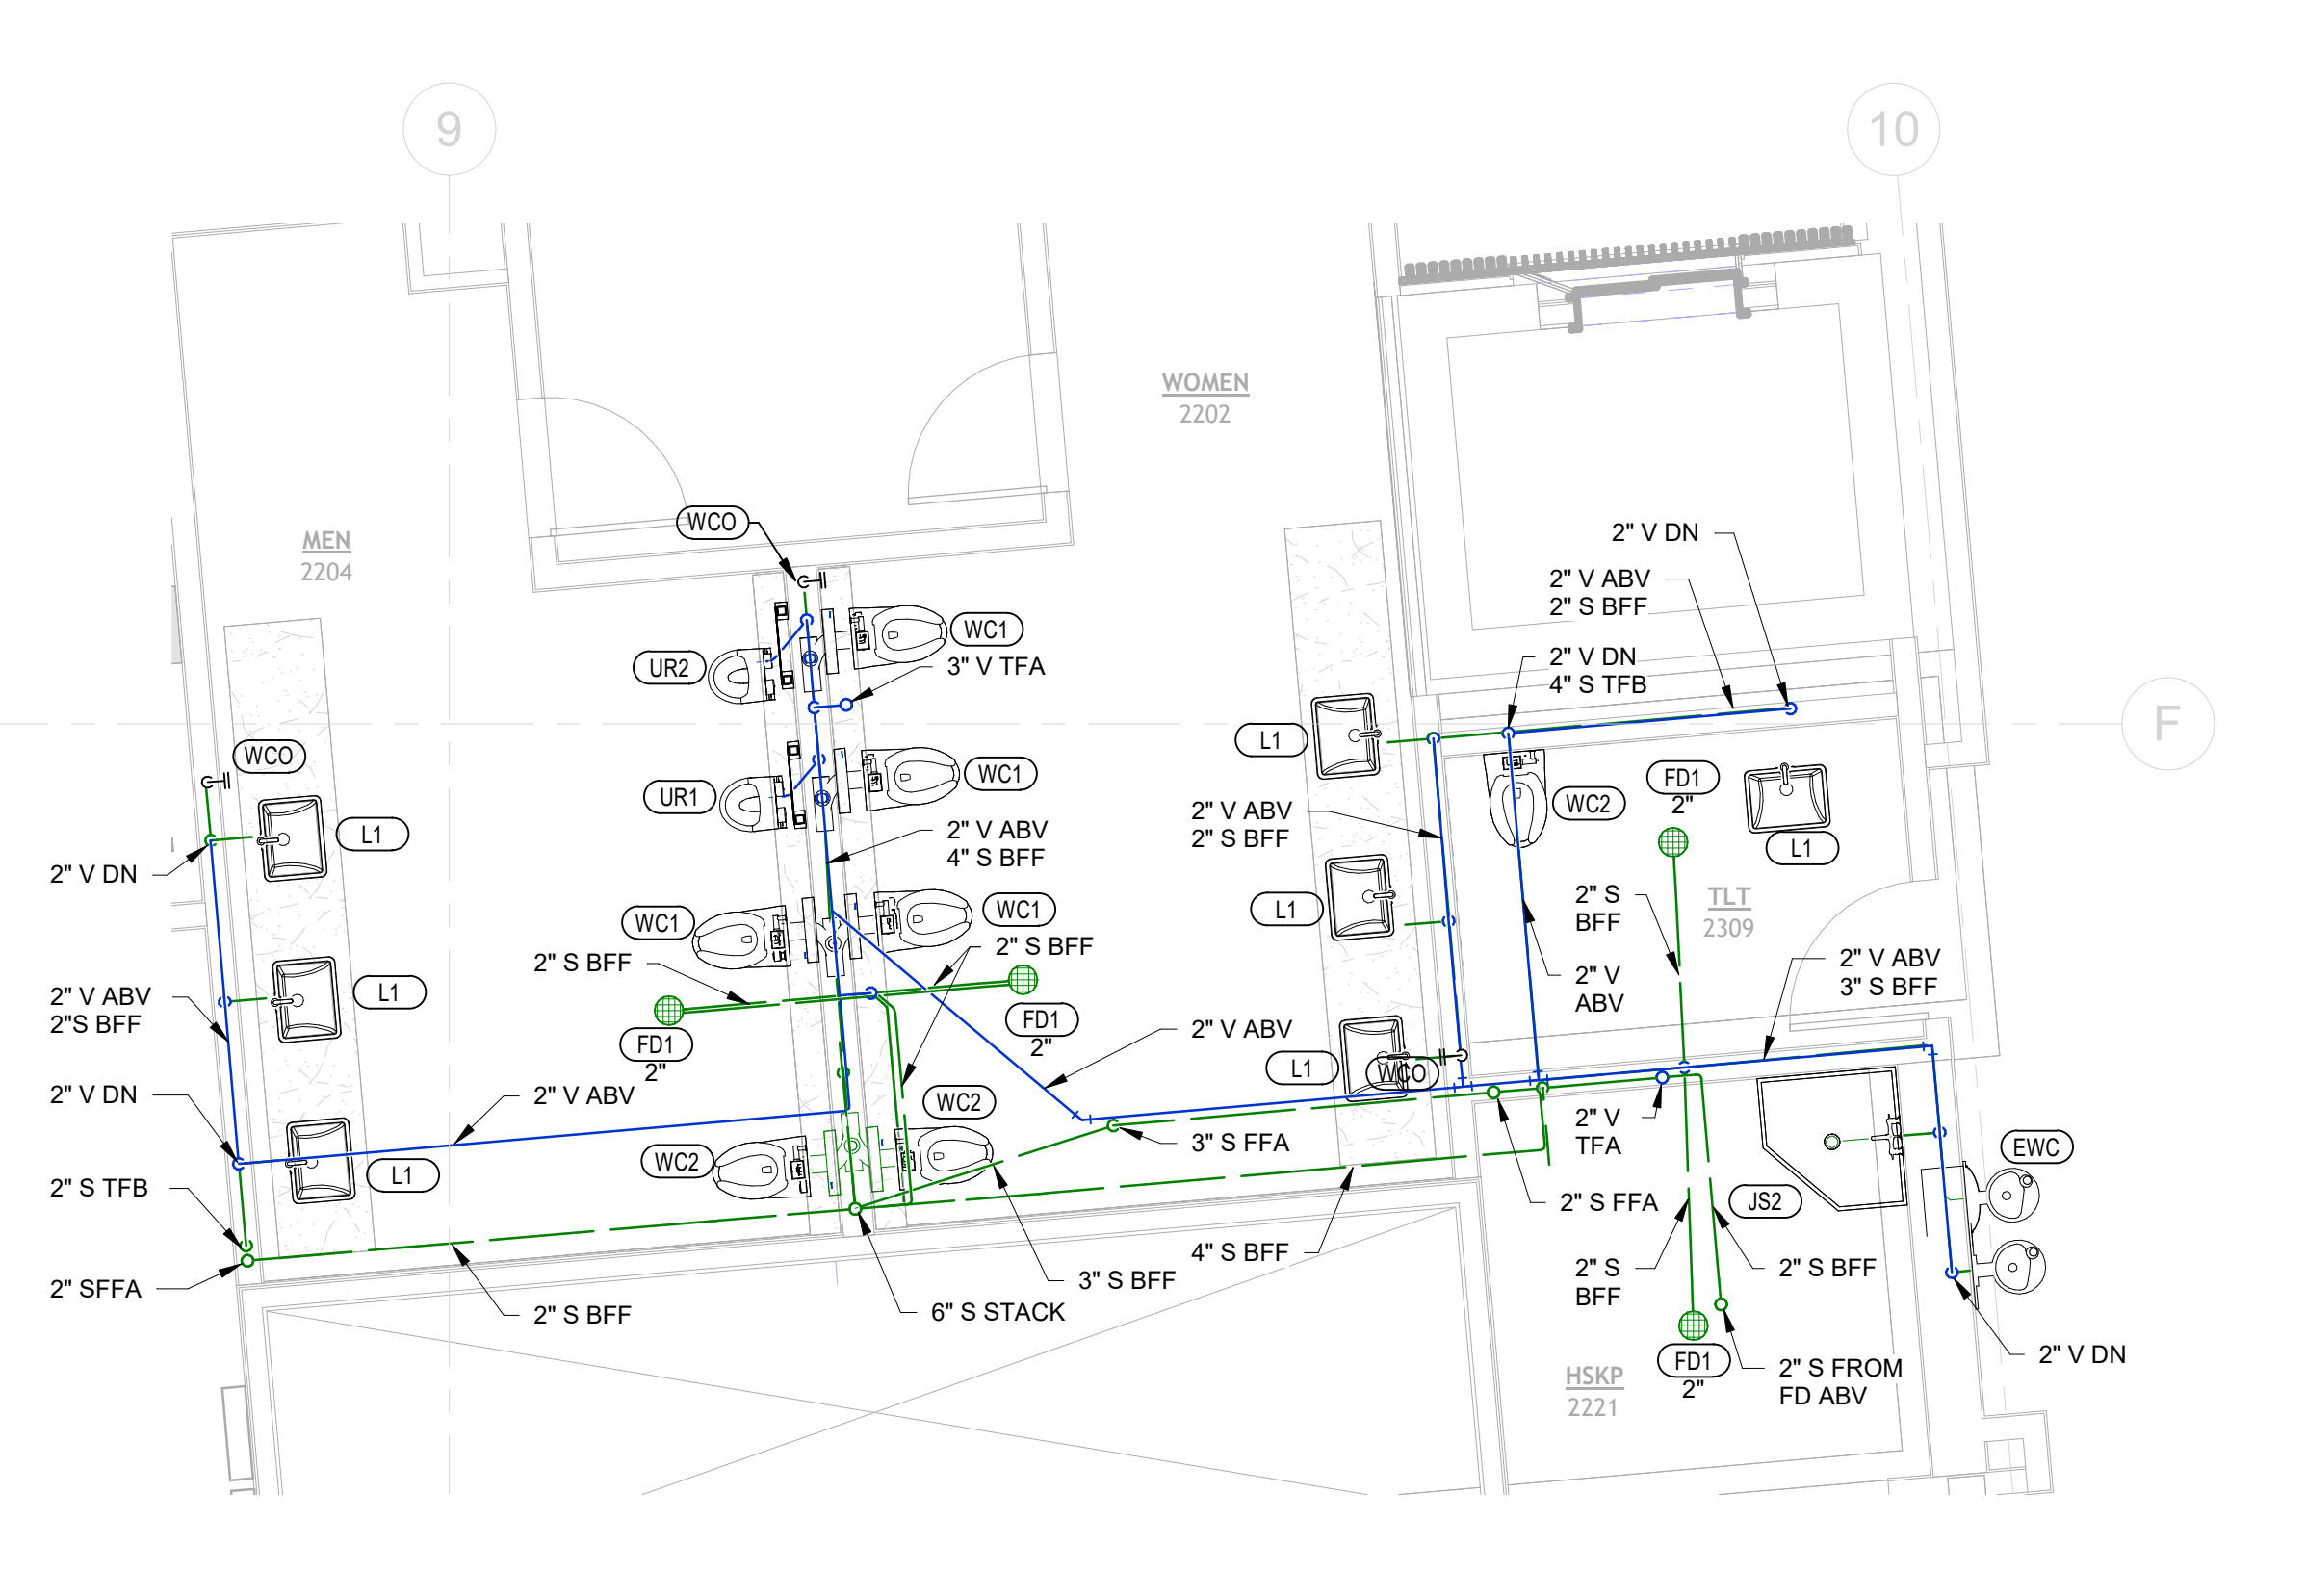 9
10
WOMEN
2202
WCO
MEN
2204
2" V DN
2" V ABV
2" S BFF
WC1
UR2
3" V TFA
2" V DN
4" S TFB
F
L1
WCO
WC1
FD1
2"
UR1
WC2
2" V ABV
2" S BFF
L1
2" V ABV
4" S BFF
L1
2" V DN
2" S
BFF
TLT
2309
WC1
WC1
L1
2" S BFF
2" S BFF
2" V ABV
3" S BFF
L1
2" V
ABV
2" V ABV
2"S BFF
FD1
2"
2" V ABV
FD1
2"
L1
WCO
2" V DN
2" V ABV
WC2
2" V
TFA
3" S FFA
EWC
WC2
L1
2" S TFB
2" S FFA
JS2
4" S BFF
2" S
BFF
2" S BFF
3" S BFF
2" SFFA
2" S BFF
6" S STACK
FD1
2"
2" V DN
2" S FROM
FD ABV
HSKP
2221